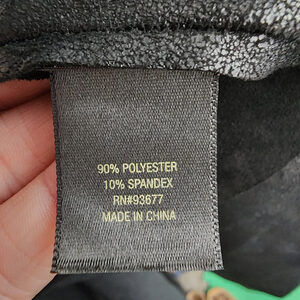 90% POLYESTER
10% SPANDEX
RN#93677
MADE IN CHINA